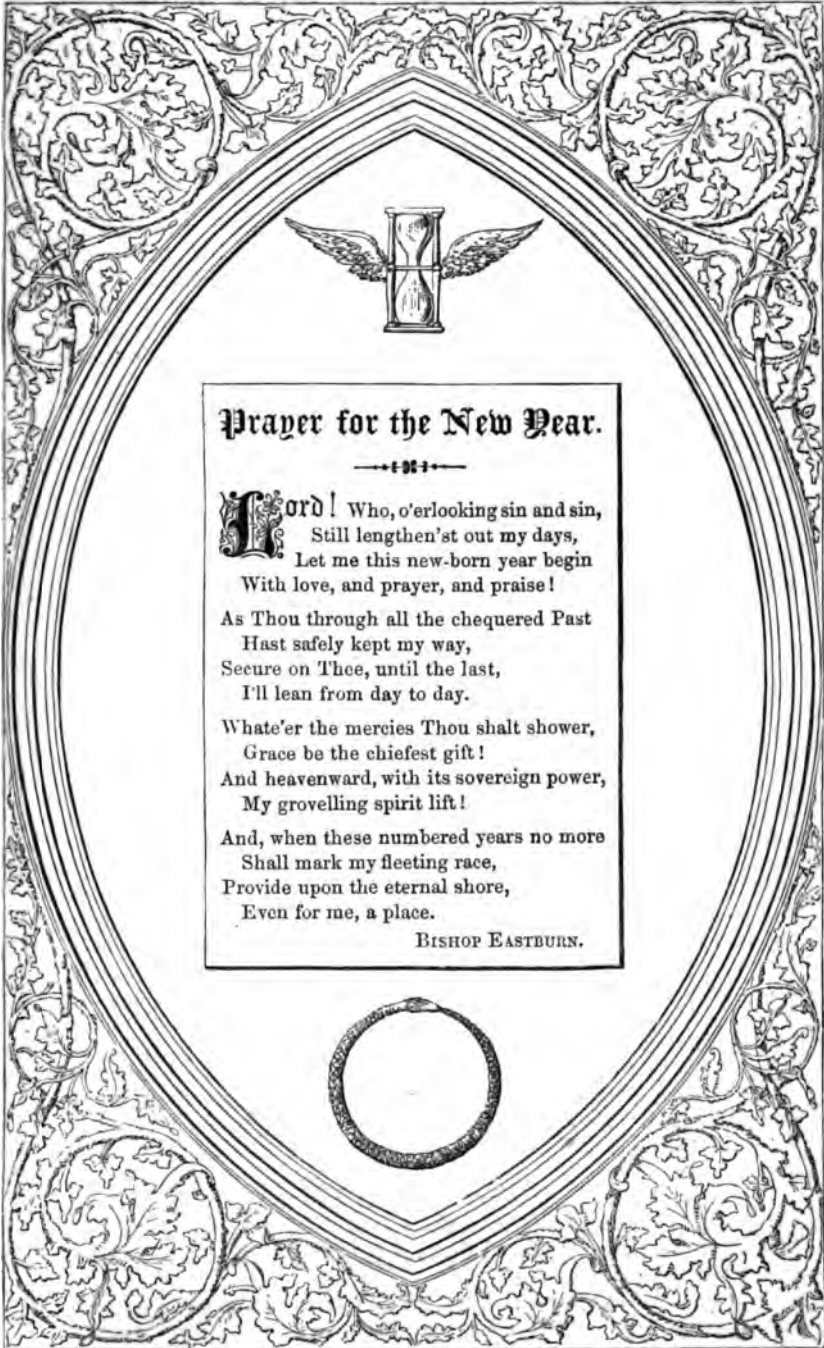 Prayer for the New Year.
Lord! Who, o'erlooking sin and sin,
Still lengthen'st out my days,
Let me this new-born year begin
With love, and prayer, and praise!
As Thou through all the chequered Past
Hast safely kept my way,
Secure on Thee, until the last,
I'll lean from day to day.
Whate'er the mercies Thou shalt shower,
Grace be the chiefest gift!
And heavenward, with its sovereign power,
My grovelling spirit lift!
And, when these numbered years no more
Shall mark my fleeting race,
Provide upon the eternal shore,
Even for me, a place.
BISHOP EASTBURN.